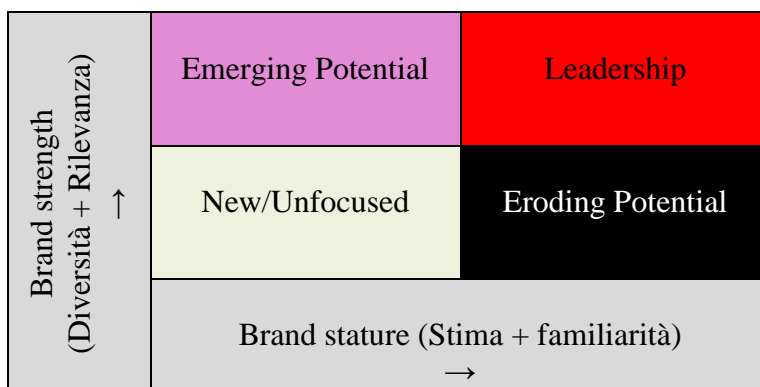 Brand strength
(Diversità + Rilevanza)
→
Emerging Potential
Leadership
New/Unfocused
Eroding Potential
Brand stature (Stima + familiarità)
→